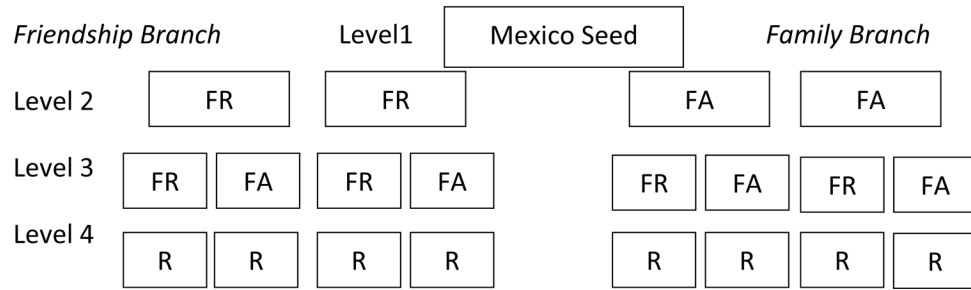 Friendship Branch Level1 Mexico Seed Family Branch
Level 2 FR FR FA FA
Level 3 FR FA FR FA FR FA FR FA
Level 4 R R R R R R R R